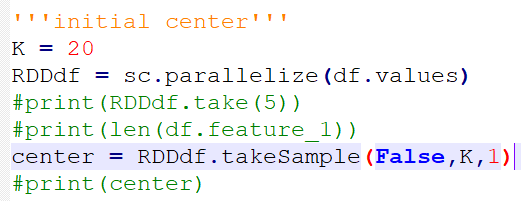 '''initial center'''
K = 20
RDDdf = sc.parallelize(df.values)
#print(RDDdf.take(5))
#print(len(df.feature_1))
center = RDDdf.takeSample(False,K,1)
#print(center)